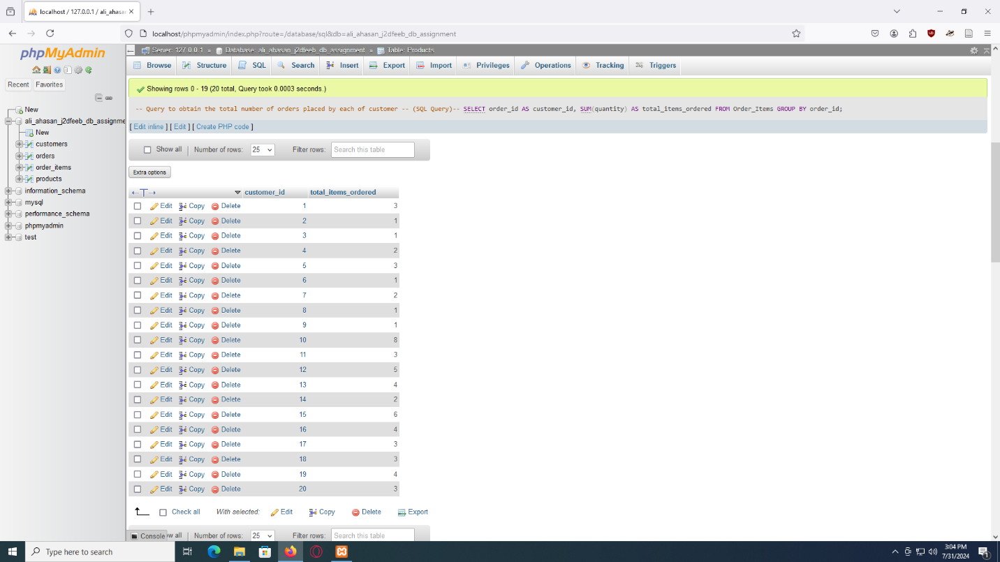 localhost / 127.0.0.1 / ali_ahasan
localhost/phpmyadmin/index.php?route=/database/sql&db=ali_ahasan_j2dfeeb_db_assignment
phpMyAdmin
Recent Favorites
New
ali_ahasan_j2dfeeb_db_assignme
New
customers
orders
order_items
products
information_schema
mysql
performance_schema
phpmyadmin
test
Server: 127.0.0.1 » Database: ali_ahasan_j2dfeeb_db_assignment » Table: Products
Browse Structure SQL Search Insert Export Import Privileges Operations Tracking Triggers
Showing rows 0 - 19 (20 total, Query took 0.0003 seconds.)
-- Query to obtain the total number of orders placed by each of customer -- (SQL Query)-- SELECT order_id AS customer_id, SUM(quantity) AS total_items_ordered FROM Order_Items GROUP BY order_id;
[ Edit inline ] [ Edit ] [ Create PHP code ]
Show all | Number of rows: 25 Filter rows: Search this table
Extra options
←T→ customer_id total_items_ordered
Edit Copy Delete 1 3
Edit Copy Delete 2 1
Edit Copy Delete 3 1
Edit Copy Delete 4 2
Edit Copy Delete 5 3
Edit Copy Delete 6 1
Edit Copy Delete 7 2
Edit Copy Delete 8 1
Edit Copy Delete 9 1
Edit Copy Delete 10 8
Edit Copy Delete 11 3
Edit Copy Delete 12 5
Edit Copy Delete 13 4
Edit Copy Delete 14 2
Edit Copy Delete 15 6
Edit Copy Delete 16 4
Edit Copy Delete 17 3
Edit Copy Delete 18 3
Edit Copy Delete 19 4
Edit Copy Delete 20 3
Check all With selected: Edit Copy Delete Export
Console w all | Number of rows: 25 Filter rows: Search this table
Type here to search
3:04 PM
7/31/2024
1